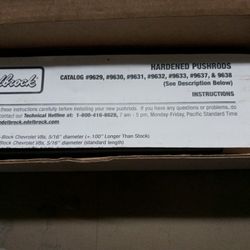 elbrock
HARDENED PUSHRODS
CATALOG #9629, #9630, #9631, #9632, #9633, #9637, & 9638
(See Description Below)
INSTRUCTIONS
these instructions carefully before installing your new pushrods. If you have any questions or problems, do
contact our Technical Hotline at: 1-800-416-8628, 7 am - 5 pm, Monday-Friday, Pacific Standard Time
edelbrock.com
-Block Chevrolet V8s, 5/16" diameter (+.100" Longer Than Stock)
-Block Chevrolet V8s, 5/16" diameter (standard length)